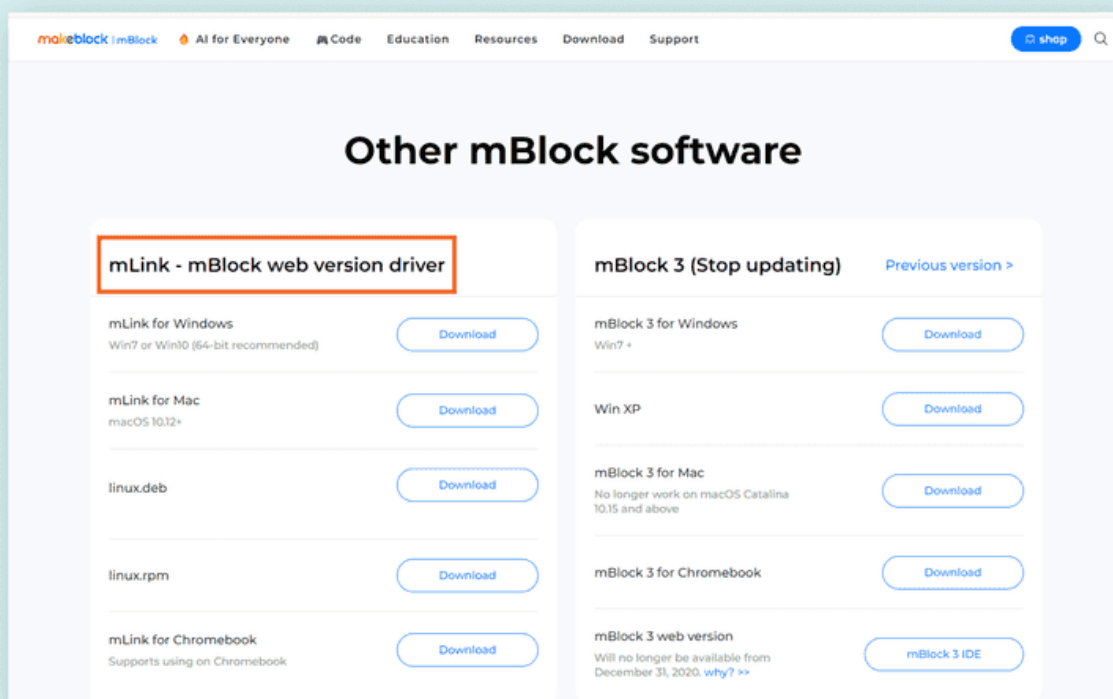 makeblock | mBlock AI for Everyone Code Education Resources Download Support shop
Other mBlock software
mLink - mBlock web version driver
mLink for Windows
Win7 or Win10 (64-bit recommended)
Download
mLink for Mac
macOS 10.12+
Download
linux.deb
Download
linux.rpm
Download
mLink for Chromebook
Supports using on Chromebook
Download
mBlock 3 (Stop updating)
Previous version >
mBlock 3 for Windows
Win7 +
Download
Win XP
Download
mBlock 3 for Mac
No longer work on macOS Catalina
10.15 and above
Download
mBlock 3 for Chromebook
Download
mBlock 3 web version
Will no longer be available from
December 31, 2020. why? >>
mBlock 3 IDE